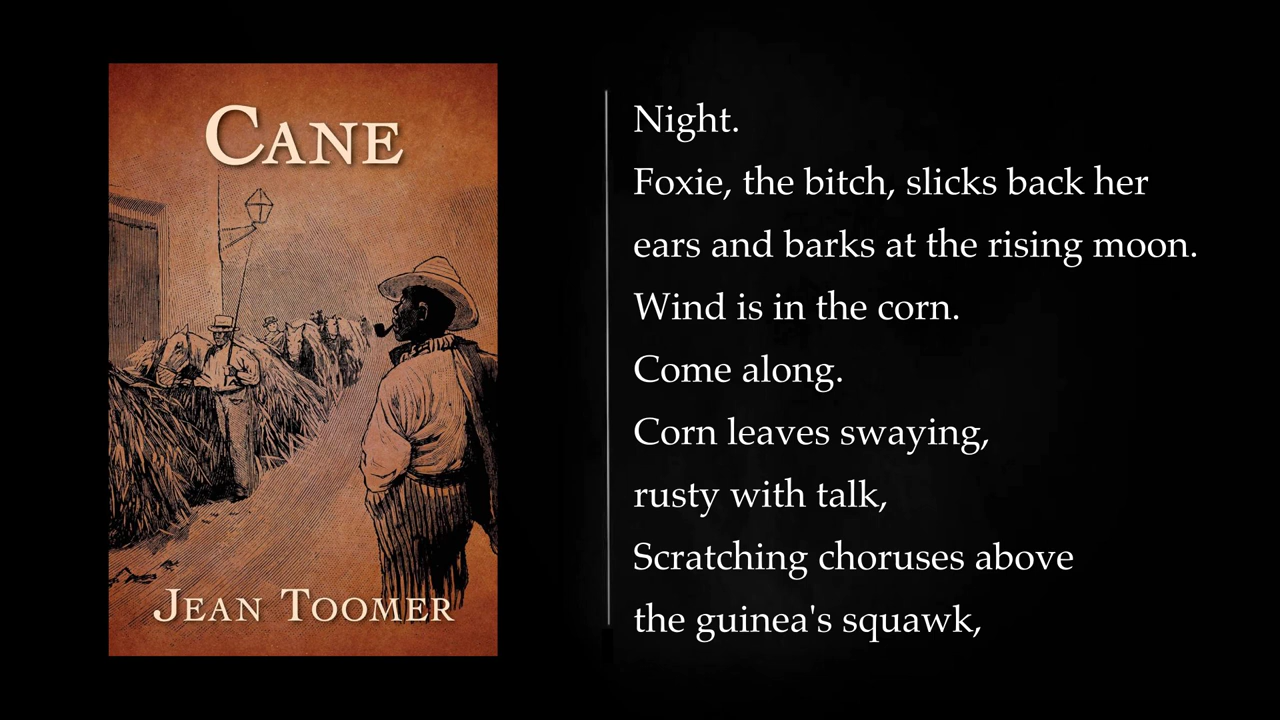 CANE
JEAN TOOMER
Night.
Foxie, the bitch, slicks back her
ears and barks at the rising moon.
Wind is in the corn.
Come along.
Corn leaves swaying,
rusty with talk,
Scratching choruses above
the guinea's squawk,